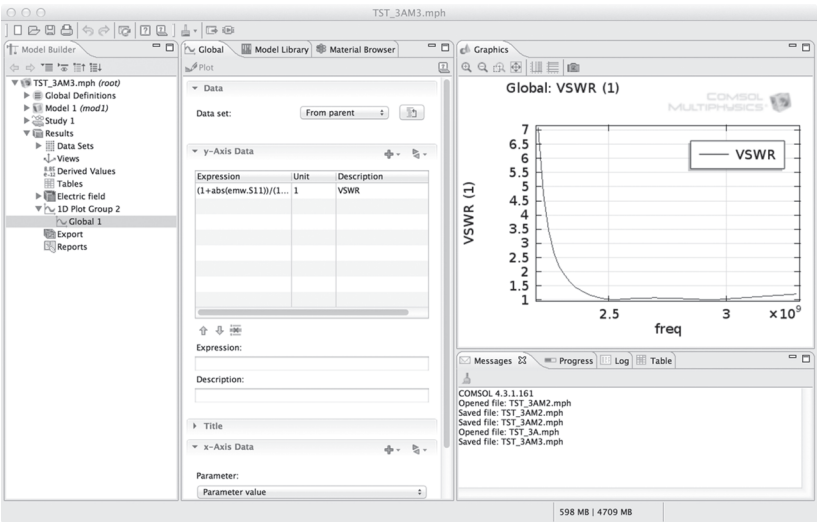 TST_3AM3.mph
Model Builder
TST_3AM3.mph (root)
Global Definitions
Model 1 (mod1)
Study 1
Results
Data Sets
Views
Derived Values
Tables
Electric field
1D Plot Group 2
Global 1
Export
Reports
Global
Model Library
Material Browser
Plot
Data
Data set:
From parent
y-Axis Data
Expression Unit Description
(1+abs(emw.S11))/(1... 1 VSWR
Expression:
Description:
Title
x-Axis Data
Parameter:
Parameter value
Graphics
Global: VSWR (1)
COMSOL
MULTIPHYSICS
VSWR
VSWR (1)
7
6.5
6
5.5
5
4.5
4
3.5
3
2.5
2
1.5
1
2.5 3 ×10⁹
freq
Messages
Progress
Log
Table
COMSOL 4.3.1.161
Opened file: TST_3AM2.mph
Saved file: TST_3AM2.mph
Saved file: TST_3AM2.mph
Opened file: TST_3A.mph
Saved file: TST_3AM3.mph
598 MB | 4709 MB